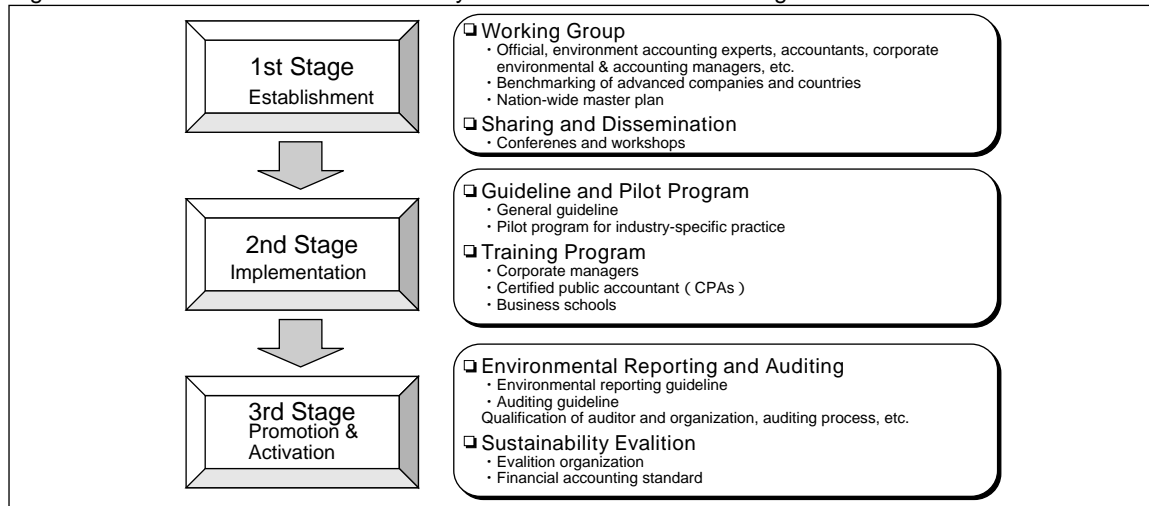 1st Stage
Establishment
❏ Working Group
・Official, environment accounting experts, accountants, corporate
environmental & accounting managers, etc.
・Benchmarking of advanced companies and countries
・Nation-wide master plan
❏ Sharing and Dissemination
・Conferenes and workshops
2nd Stage
Implementation
❏ Guideline and Pilot Program
・General guideline
・Pilot program for industry-specific practice
❏ Training Program
・Corporate managers
・Certified public accountant ( CPAs )
・Business schools
3rd Stage
Promotion &
Activation
❏ Environmental Reporting and Auditing
・Environmental reporting guideline
・Auditing guideline
Qualification of auditor and organization, auditing process, etc.
❏ Sustainability Evalition
・Evalition organization
・Financial accounting standard